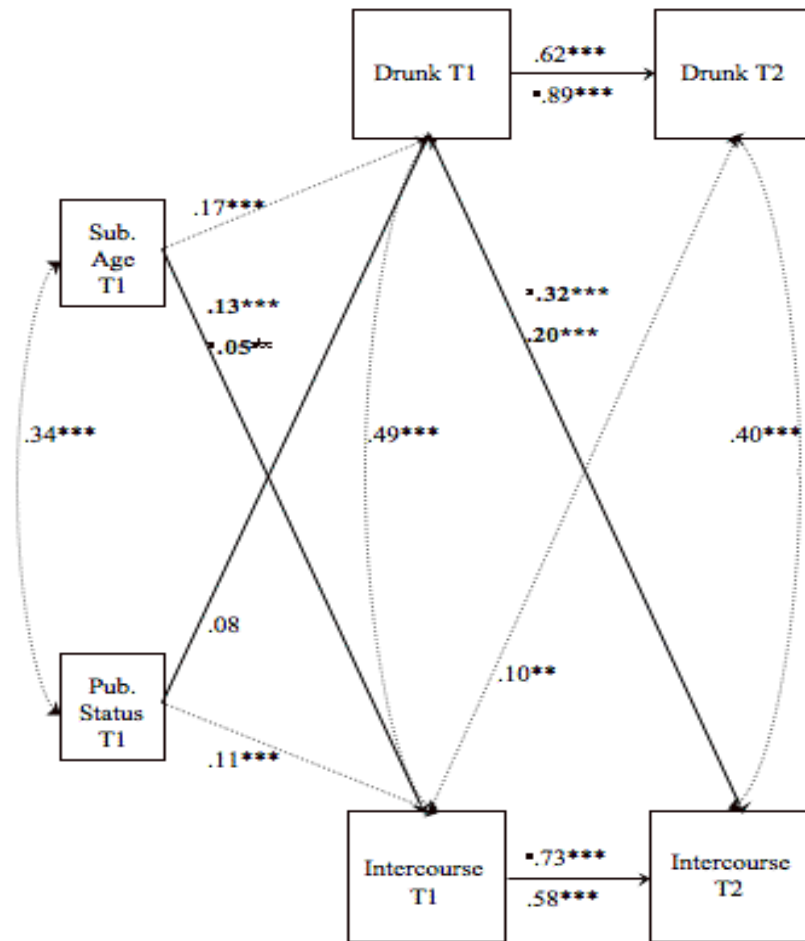 .62***
Drunk T1
Drunk T2
▪.89***
.17***
Sub.
Age
T1
.13***
▪.32***
.20***
.34***
.49***
.40***
.08
.10**
Pub.
Status
T1
.11***
▪.73***
Intercourse
T1
Intercourse
T2
.58***